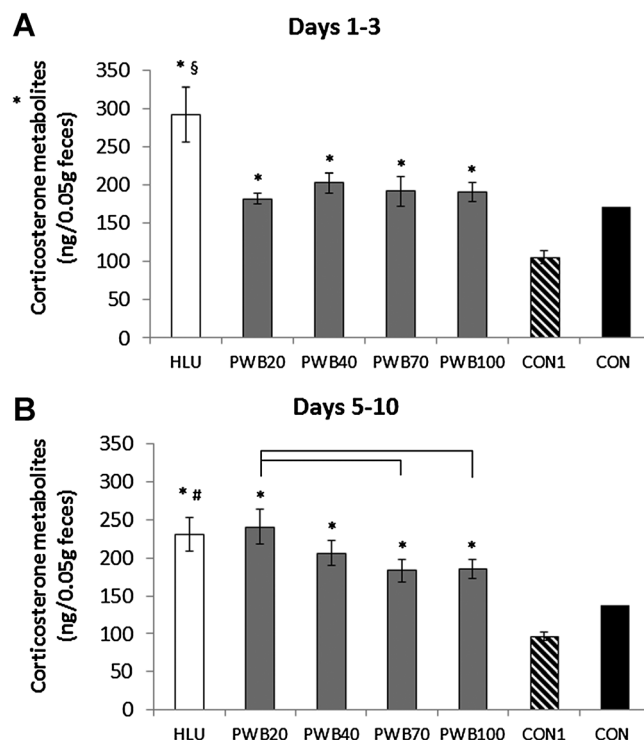 A
Days 1-3
*
Corticosterone metabolites
(ng/0.05g feces)
350
300
250
200
150
100
50
0
* §
*
*
*
*
HLU PWB20 PWB40 PWB70 PWB100 CON1 CON
B
Days 5-10
Corticosterone metabolites
(ng/0.05g feces)
350
300
250
200
150
100
50
0
* #
*
*
*
*
HLU PWB20 PWB40 PWB70 PWB100 CON1 CON